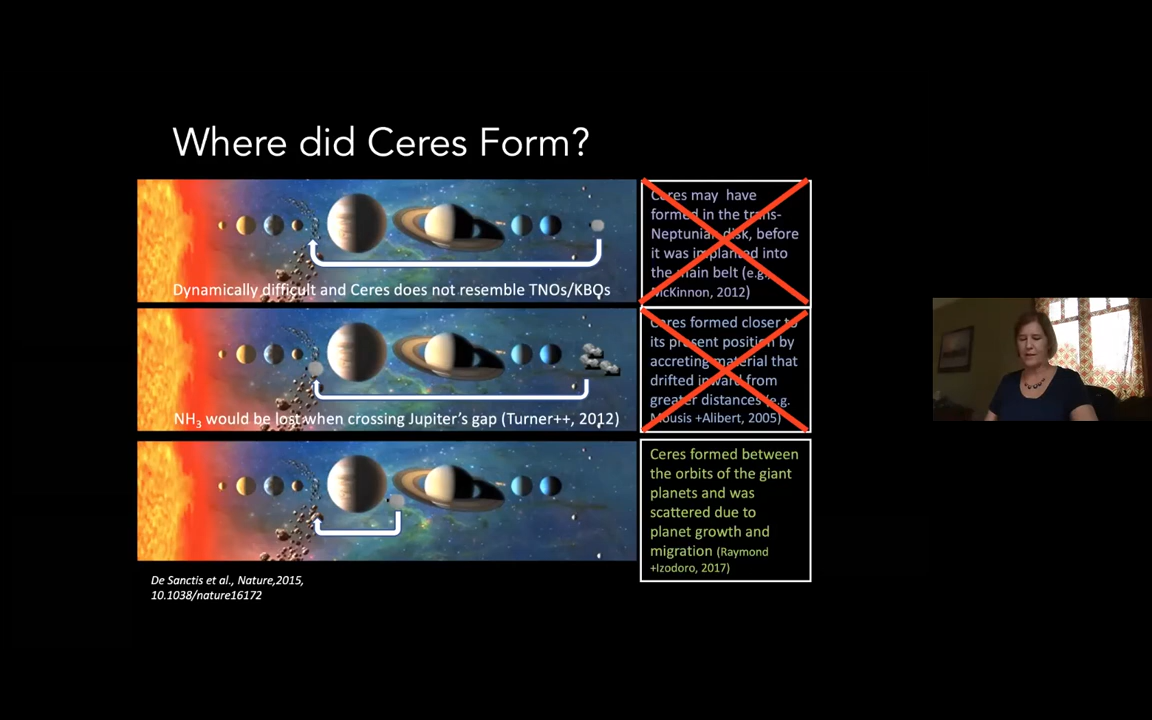 Where did Ceres Form?
Dynamically difficult and Ceres does not resemble TNOs/KBOs
Ceres may have
formed in the trans-
Neptunian disk, before
it was implanted into
the main belt (e.g.,
McKinnon, 2012)
NH₃ would be lost when crossing Jupiter's gap (Turner++, 2012)
Ceres formed closer to
its present position by
accreting material that
drifted inward from
greater distances (e.g.
Mousis +Alibert, 2005)
Ceres formed between
the orbits of the giant
planets and was
scattered due to
planet growth and
migration (Raymond
+Izodoro, 2017)
De Sanctis et al., Nature,2015,
10.1038/nature16172